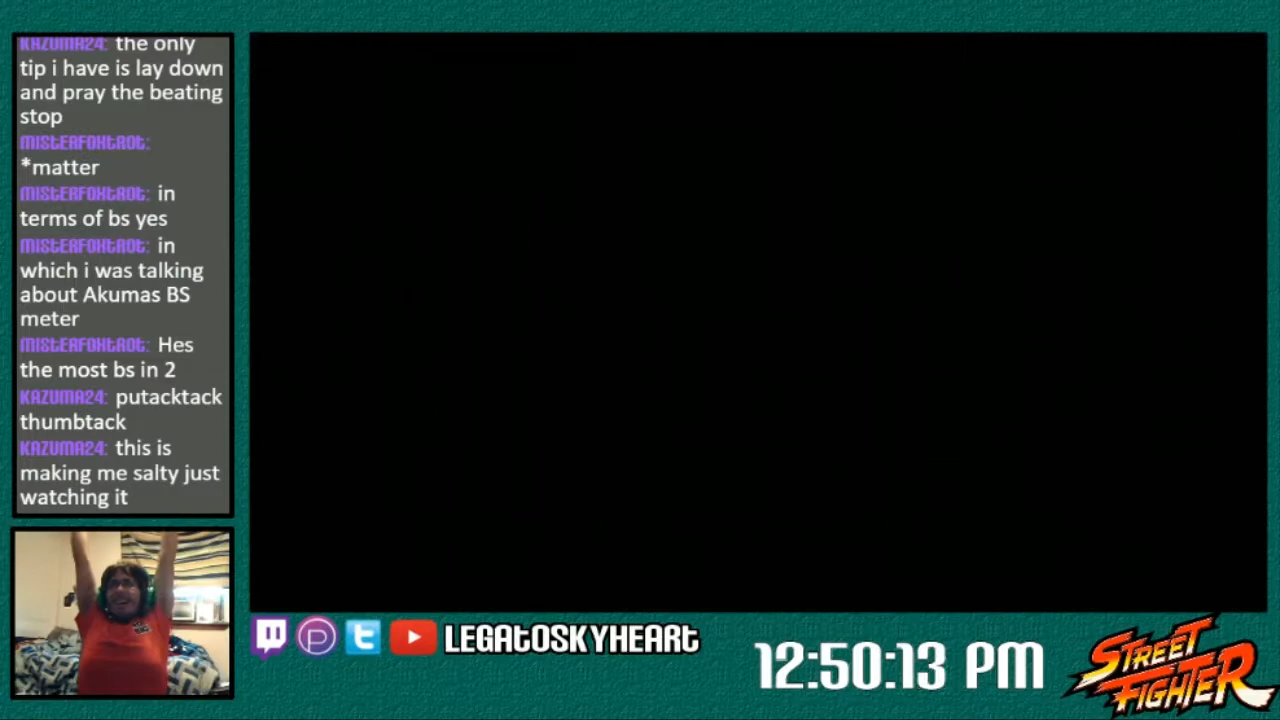 KAZUMA24: the only
tip i have is lay down
and pray the beating
stop
MISTERFOXTROT:
*matter
MISTERFOXTROT: in
terms of bs yes
MISTERFOXTROT: in
which i was talking
about Akumas BS
meter
MISTERFOXTROT: Hes
the most bs in 2
KAZUMA24: putacktack
thumbtack
KAZUMA24: this is
making me salty just
watching it
LEGATOSKYHEART
12:50:13 PM
STREET
FIGHTER